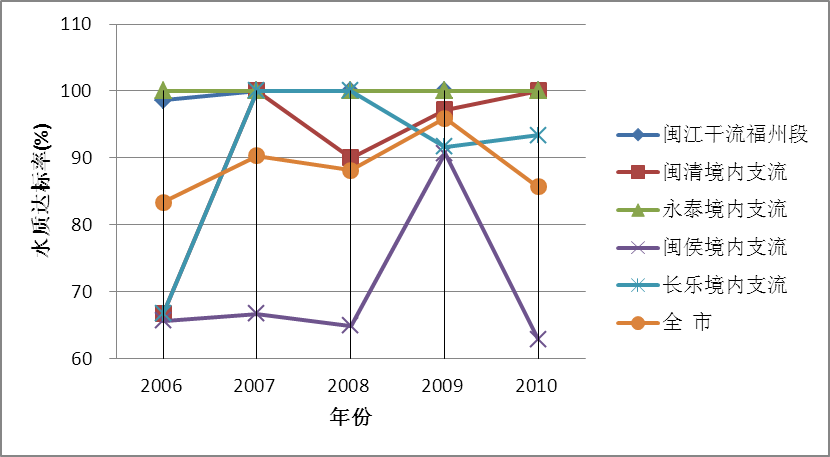 110
100
90
80
70
60
水质达标率(%)
2006 2007 2008 2009 2010
年份
闽江干流福州段
闽清境内支流
永泰境内支流
闽侯境内支流
长乐境内支流
全 市